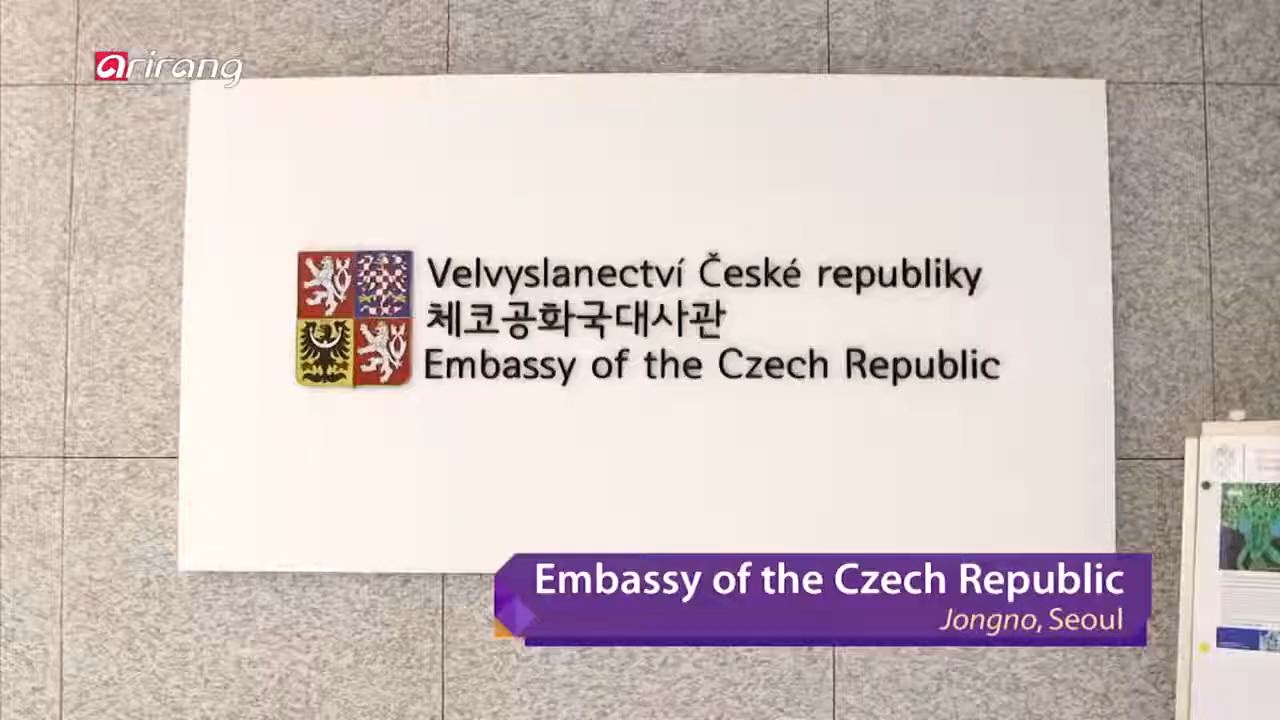 arirang
Velvyslanectví České republiky
체코공화국대사관
Embassy of the Czech Republic
Embassy of the Czech Republic
Jongno, Seoul